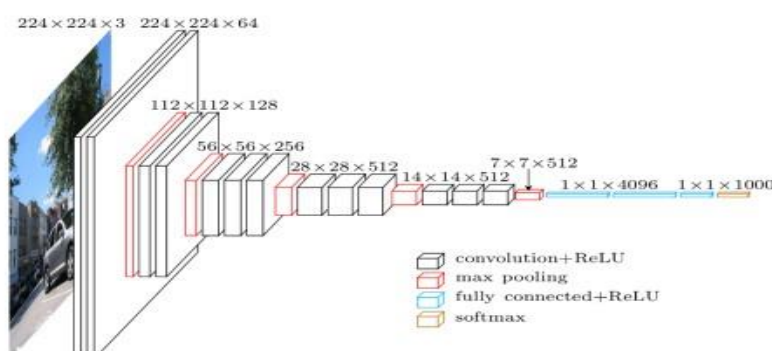 224×224×3
224×224×64
112×112×128
56×56×256
28×28×512
14×14×512
7×7×512
1×1×4096
1×1×1000
convolution+ReLU
max pooling
fully connected+ReLU
softmax